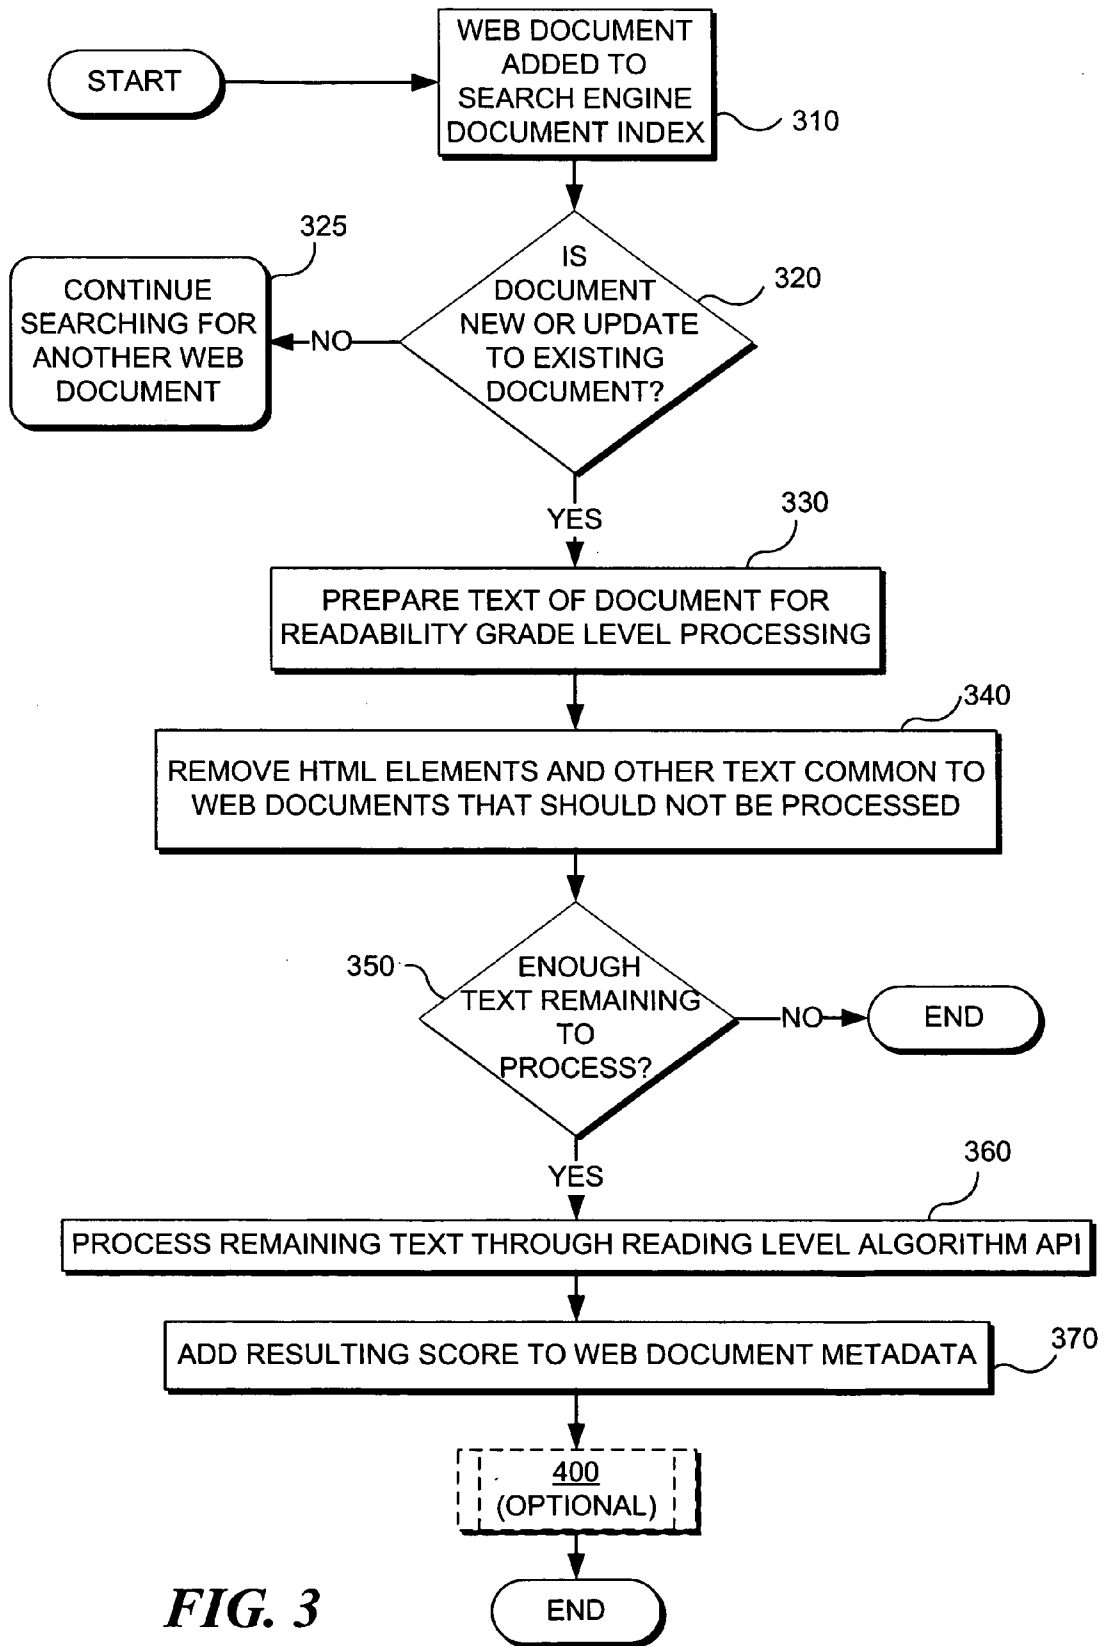 START
WEB DOCUMENT
ADDED TO
SEARCH ENGINE
DOCUMENT INDEX
310
IS
DOCUMENT
NEW OR UPDATE
TO EXISTING
DOCUMENT?
320
NO
325
CONTINUE
SEARCHING FOR
ANOTHER WEB
DOCUMENT
YES
330
PREPARE TEXT OF DOCUMENT FOR
READABILITY GRADE LEVEL PROCESSING
340
REMOVE HTML ELEMENTS AND OTHER TEXT COMMON TO
WEB DOCUMENTS THAT SHOULD NOT BE PROCESSED
350
ENOUGH
TEXT REMAINING
TO
PROCESS?
NO
END
YES
360
PROCESS REMAINING TEXT THROUGH READING LEVEL ALGORITHM API
ADD RESULTING SCORE TO WEB DOCUMENT METADATA
370
400
(OPTIONAL)
END
FIG. 3